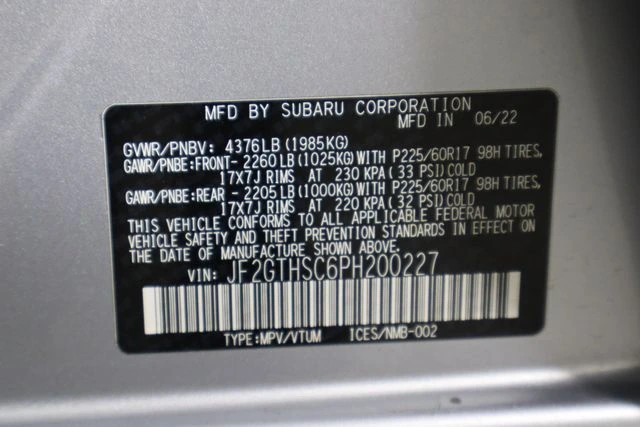 MFD BY SUBARU CORPORATION
MFD IN 06/22
GVWR/PNBV: 4376LB (1985KG)
GAWR/PNBE:FRONT- 2260LB (1025KG)WITH P225/60R17 98H TIRES,
17X7J RIMS AT 230 KPA (33 PSI)COLD
GAWR/PNBE:REAR - 2205LB (1000KG)WITH P225/60R17 98H TIRES,
17X7J RIMS AT 220 KPA (32 PSI)COLD
THIS VEHICLE CONFORMS TO ALL APPLICABLE FEDERAL MOTOR
VEHICLE SAFETY AND THEFT PREVENTION STANDARDS IN EFFECT ON
THE DATE OF MANUFACTURE SHOWN ABOVE.
VIN: JF2GTHSC6PH200227
TYPE:MPV/VTUM ICES/NMB-002